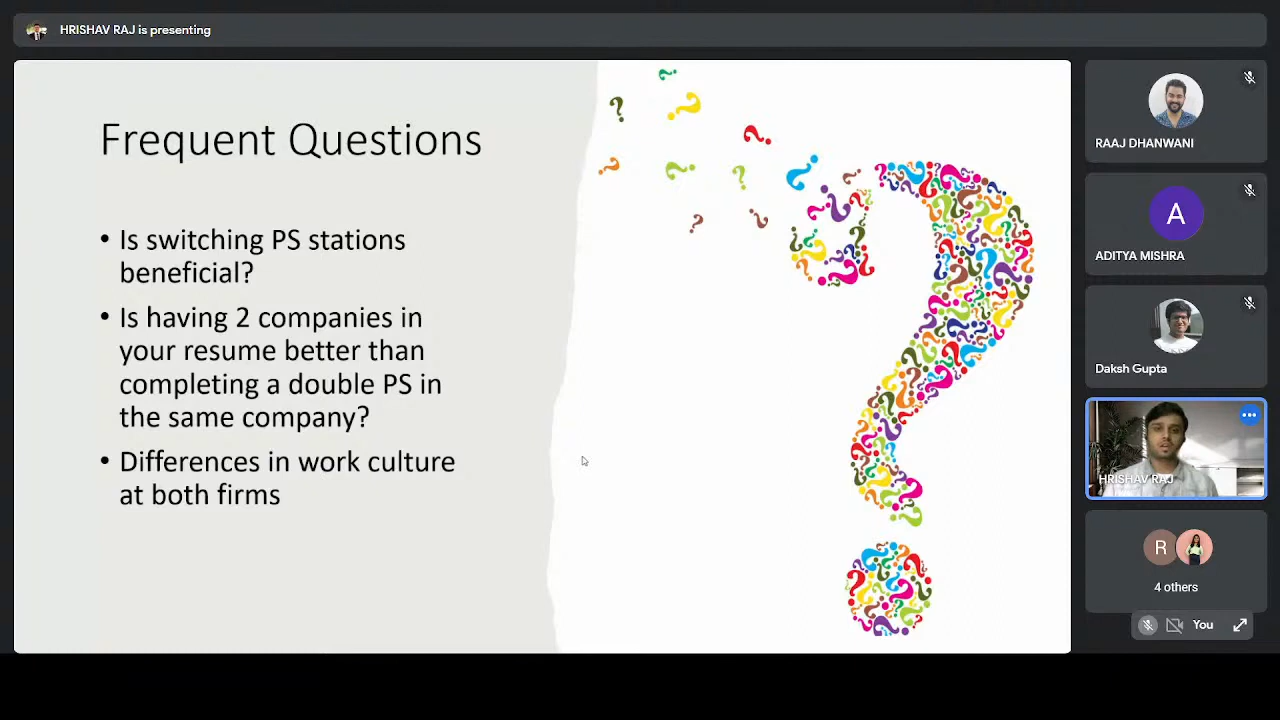 HRISHAV RAJ is presenting
Frequent Questions
• Is switching PS stations
beneficial?
• Is having 2 companies in
your resume better than
completing a double PS in
the same company?
• Differences in work culture
at both firms
RAAJ DHANWANI
A
ADITYA MISHRA
Daksh Gupta
HRISHAV RAJ
R
4 others
You